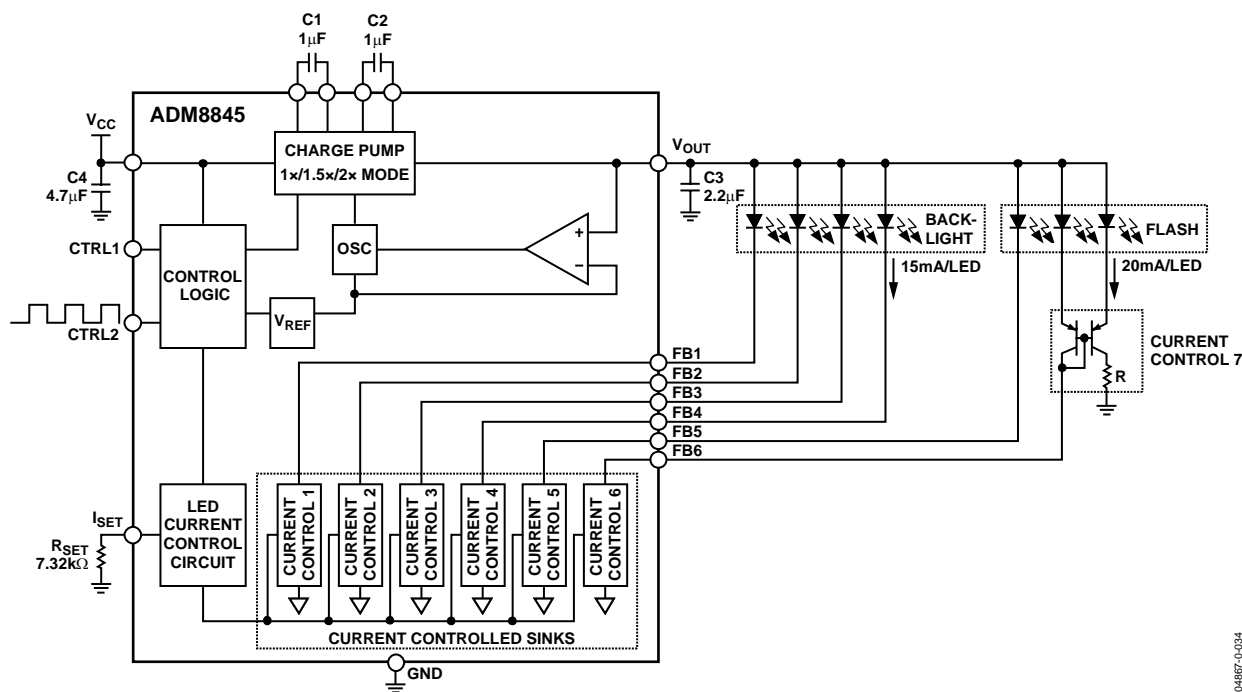 C1
1μF
C2
1μF
ADM8845
VCC
C4
4.7μF
CHARGE PUMP
1×/1.5×/2× MODE
VOUT
C3
2.2μF
BACK-
LIGHT
FLASH
15mA/LED
20mA/LED
CTRL1
CONTROL
LOGIC
OSC
+
–
VREF
CTRL2
CURRENT
CONTROL 7
R
FB1
FB2
FB3
FB4
FB5
FB6
ISET
RSET
7.32kΩ
LED
CURRENT
CONTROL
CIRCUIT
CURRENT
CONTROL 1
CURRENT
CONTROL 2
CURRENT
CONTROL 3
CURRENT
CONTROL 4
CURRENT
CONTROL 5
CURRENT
CONTROL 6
CURRENT CONTROLLED SINKS
GND
04867-0-034